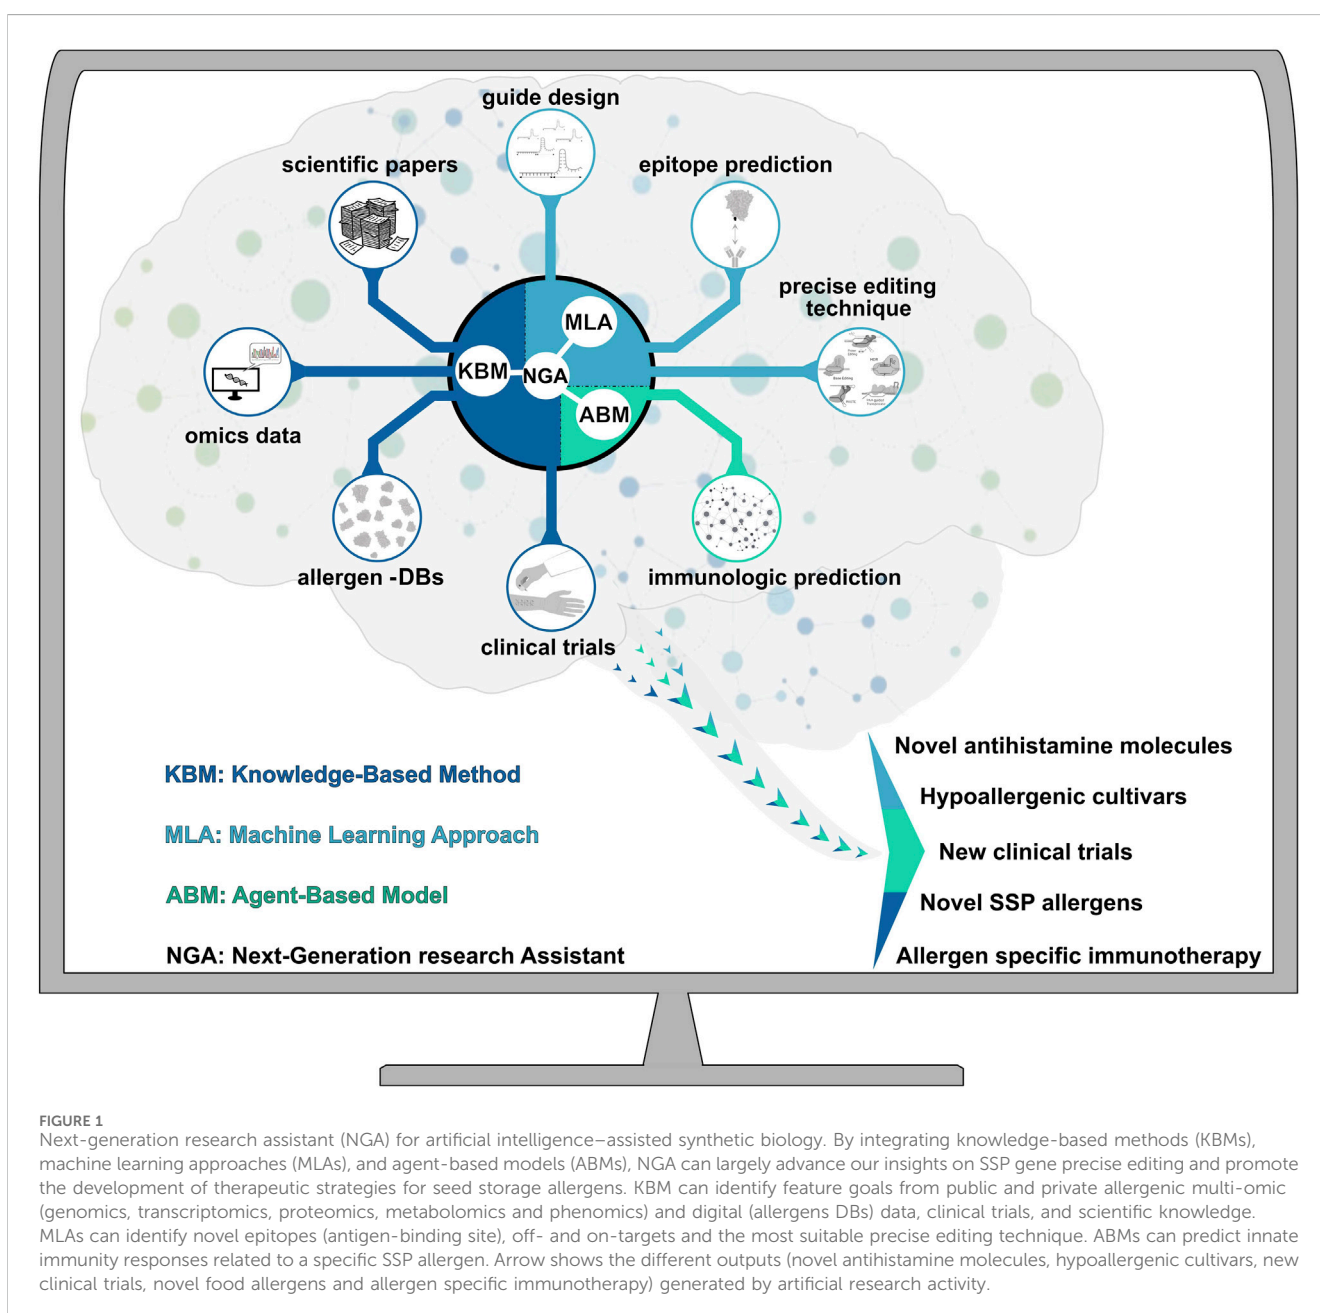 guide design
scientific papers
epitope prediction
precise editing
technique
MLA
KBM
NGA
ABM
omics data
allergen -DBs
immunologic prediction
clinical trials
KBM: Knowledge-Based Method
MLA: Machine Learning Approach
ABM: Agent-Based Model
NGA: Next-Generation research Assistant
Novel antihistamine molecules
Hypoallergenic cultivars
New clinical trials
Novel SSP allergens
Allergen specific immunotherapy
FIGURE 1
Next-generation research assistant (NGA) for artificial intelligence–assisted synthetic biology. By integrating knowledge-based methods (KBMs),
machine learning approaches (MLAs), and agent-based models (ABMs), NGA can largely advance our insights on SSP gene precise editing and promote
the development of therapeutic strategies for seed storage allergens. KBM can identify feature goals from public and private allergenic multi-omic
(genomics, transcriptomics, proteomics, metabolomics and phenomics) and digital (allergens DBs) data, clinical trials, and scientific knowledge.
MLAs can identify novel epitopes (antigen-binding site), off- and on-targets and the most suitable precise editing technique. ABMs can predict innate
immunity responses related to a specific SSP allergen. Arrow shows the different outputs (novel antihistamine molecules, hypoallergenic cultivars, new
clinical trials, novel food allergens and allergen specific immunotherapy) generated by artificial research activity.